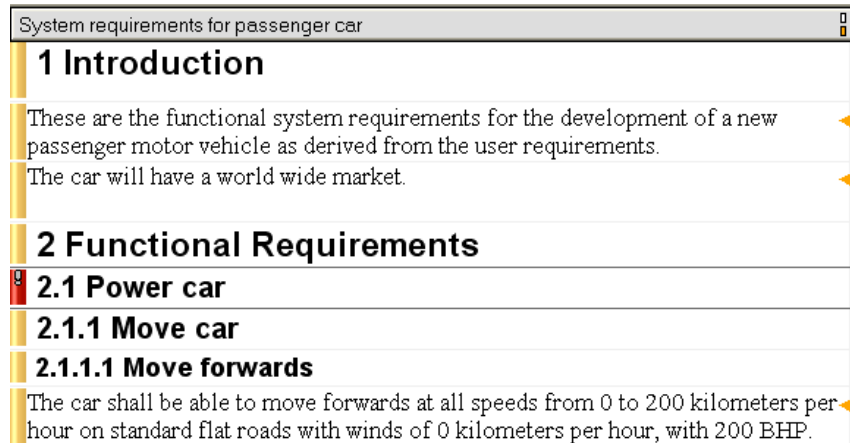 System requirements for passenger car
1 Introduction
These are the functional system requirements for the development of a new
passenger motor vehicle as derived from the user requirements.
The car will have a world wide market.
2 Functional Requirements
2.1 Power car
2.1.1 Move car
2.1.1.1 Move forwards
The car shall be able to move forwards at all speeds from 0 to 200 kilometers per
hour on standard flat roads with winds of 0 kilometers per hour, with 200 BHP.